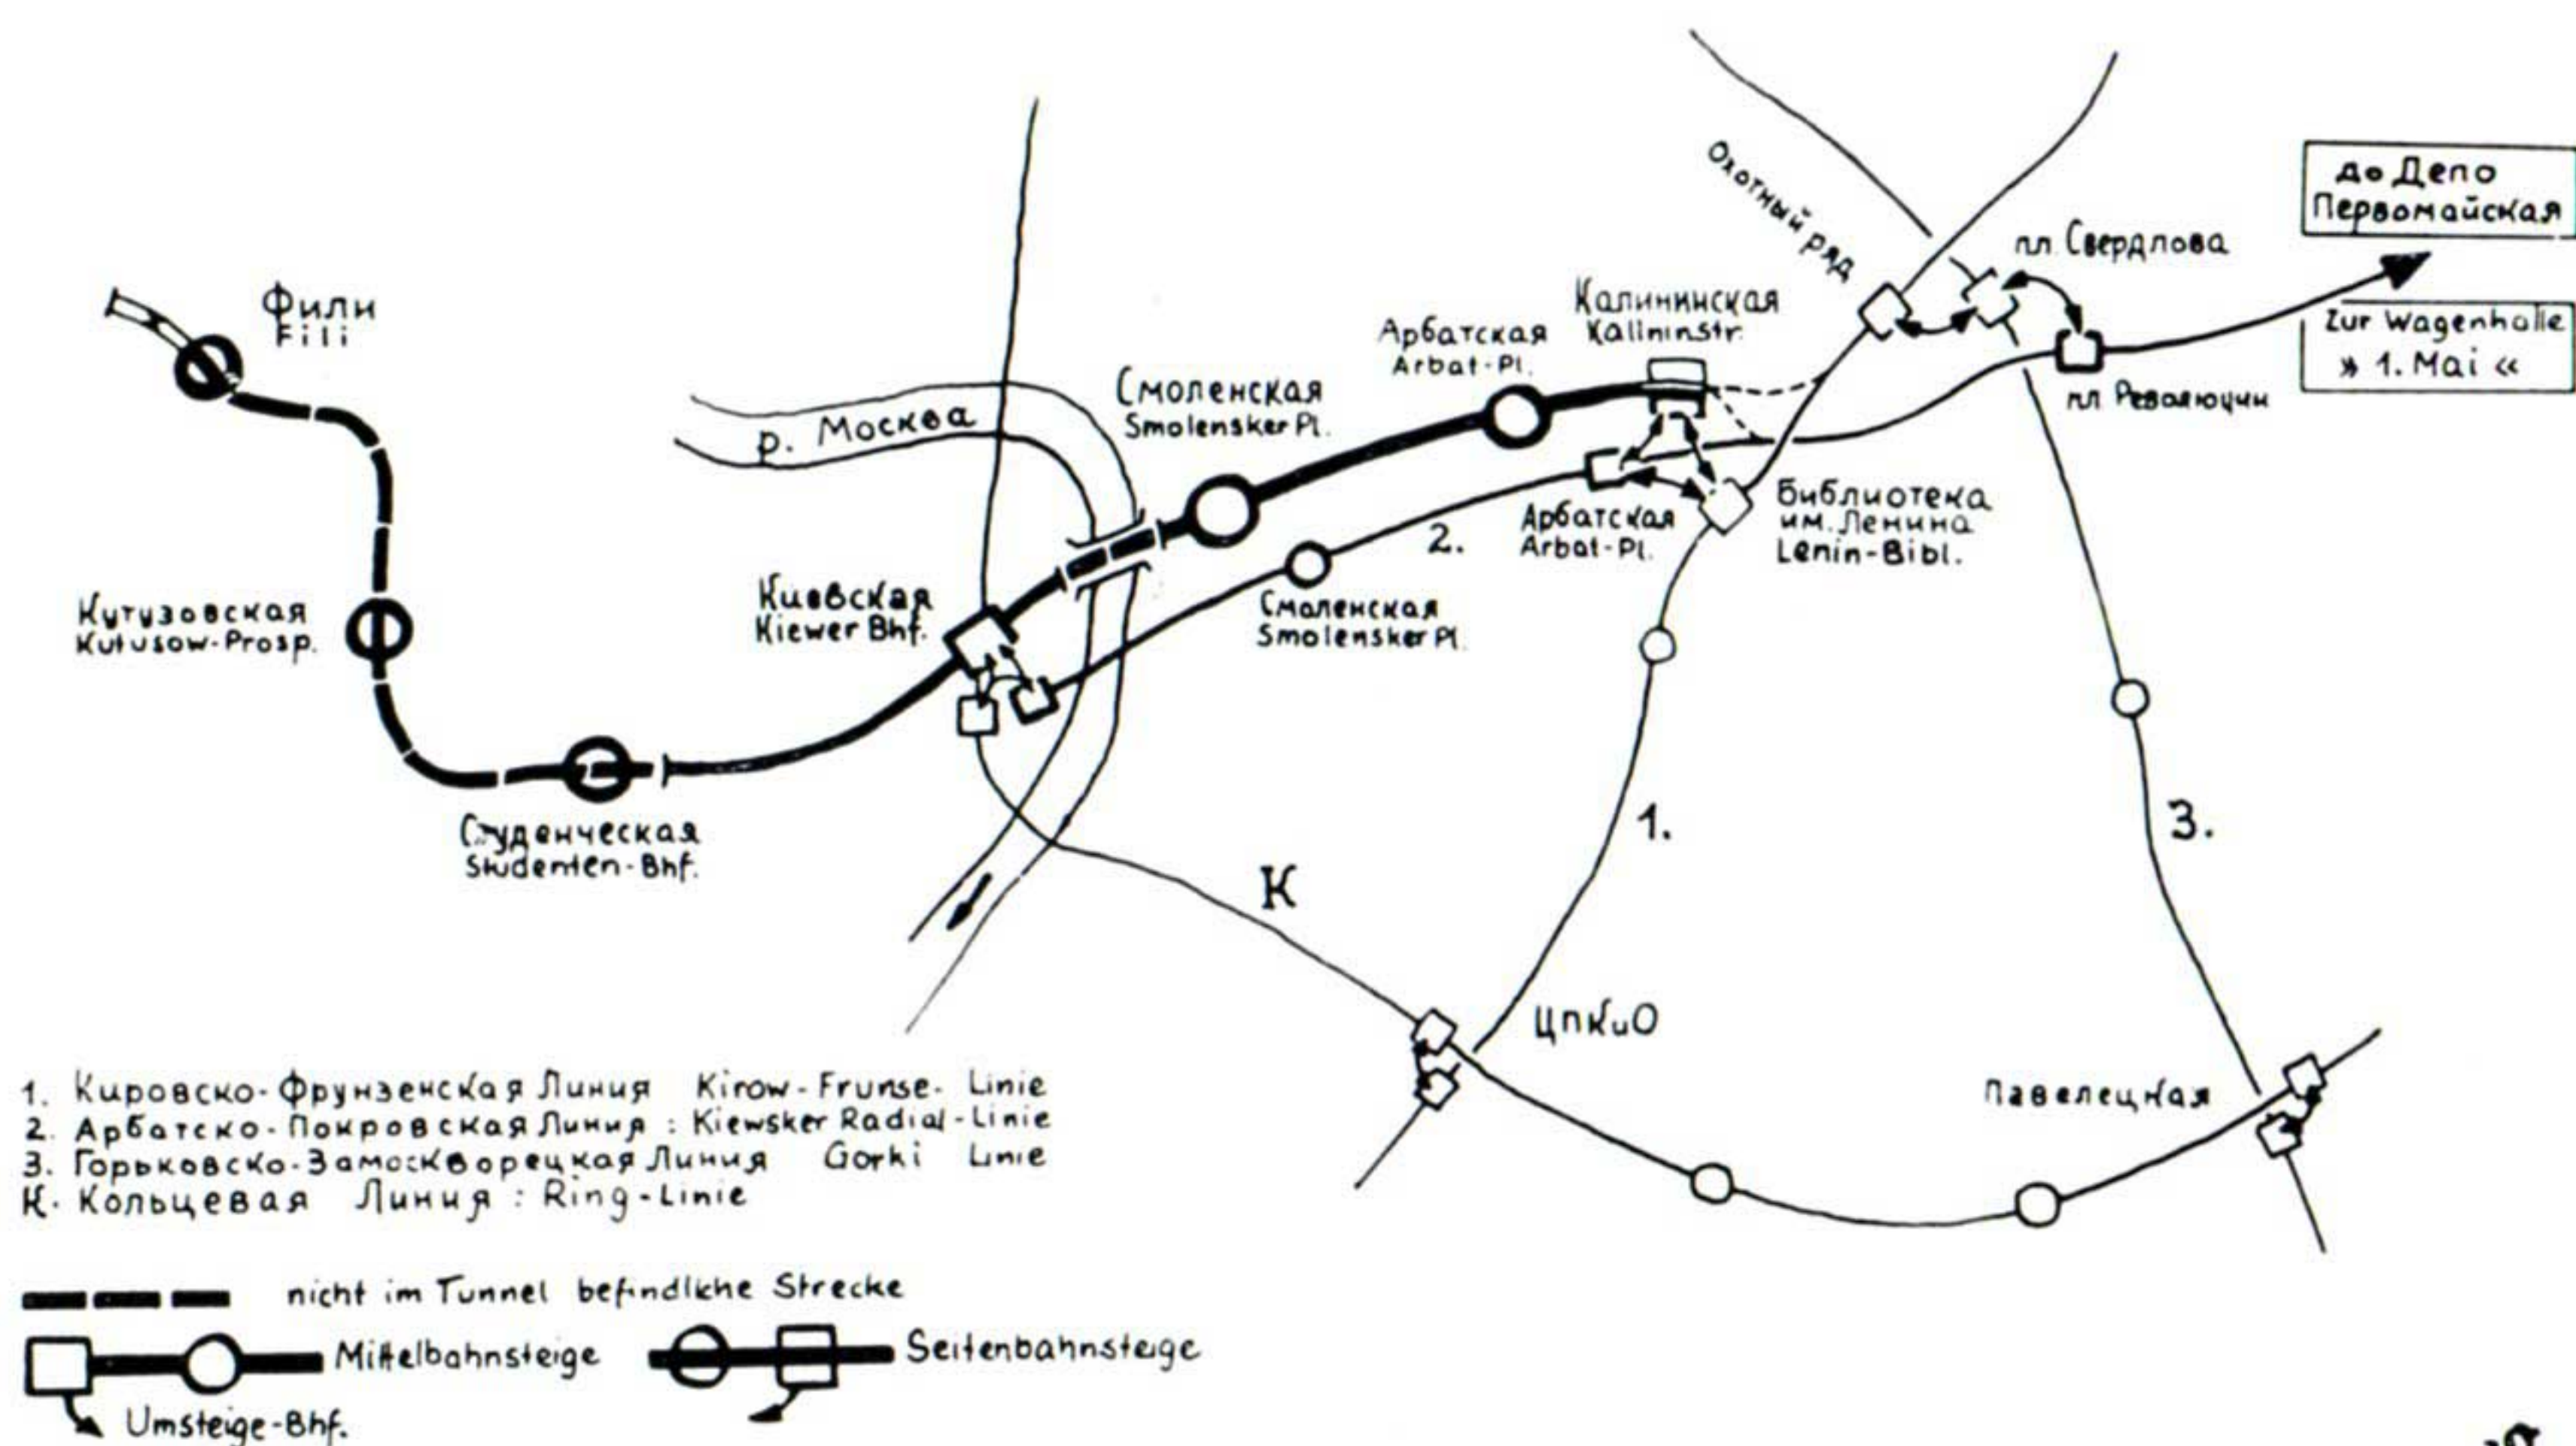 Фили
Fili
р. Москва
Кутузовская
Kutusow-Prosp.
Студенческая
Studenten-Bhf.
Киевская
Kiewer Bhf.
Смоленская
Smolensker Pl.
Арбатская
Arbat-Pl.
Калининская
Kalininstr.
Охотный ряд
пл. Свердлова
до Депо
Первомайская
Zur Wagenhalle
» 1. Mai «
пл. Революции
2.
Смоленская
Smolensker Pl.
Арбатская
Arbat-Pl.
Библиотека
им. Ленина
Lenin-Bibl.
1.
3.
К
ЦПКиО
Павелецкая
1. Кировско-Фрунзенская Линия Kirow-Frunse- Linie
2. Арбатско-Покровская Линия : Kiewsker Radial-Linie
3. Горьковско-Замоскворецкая Линия Gorki Linie
К. Кольцевая Линия : Ring-Linie
nicht im Tunnel befindliche Strecke
Mittelbahnsteige
Seitenbahnsteige
Umsteige-Bhf.